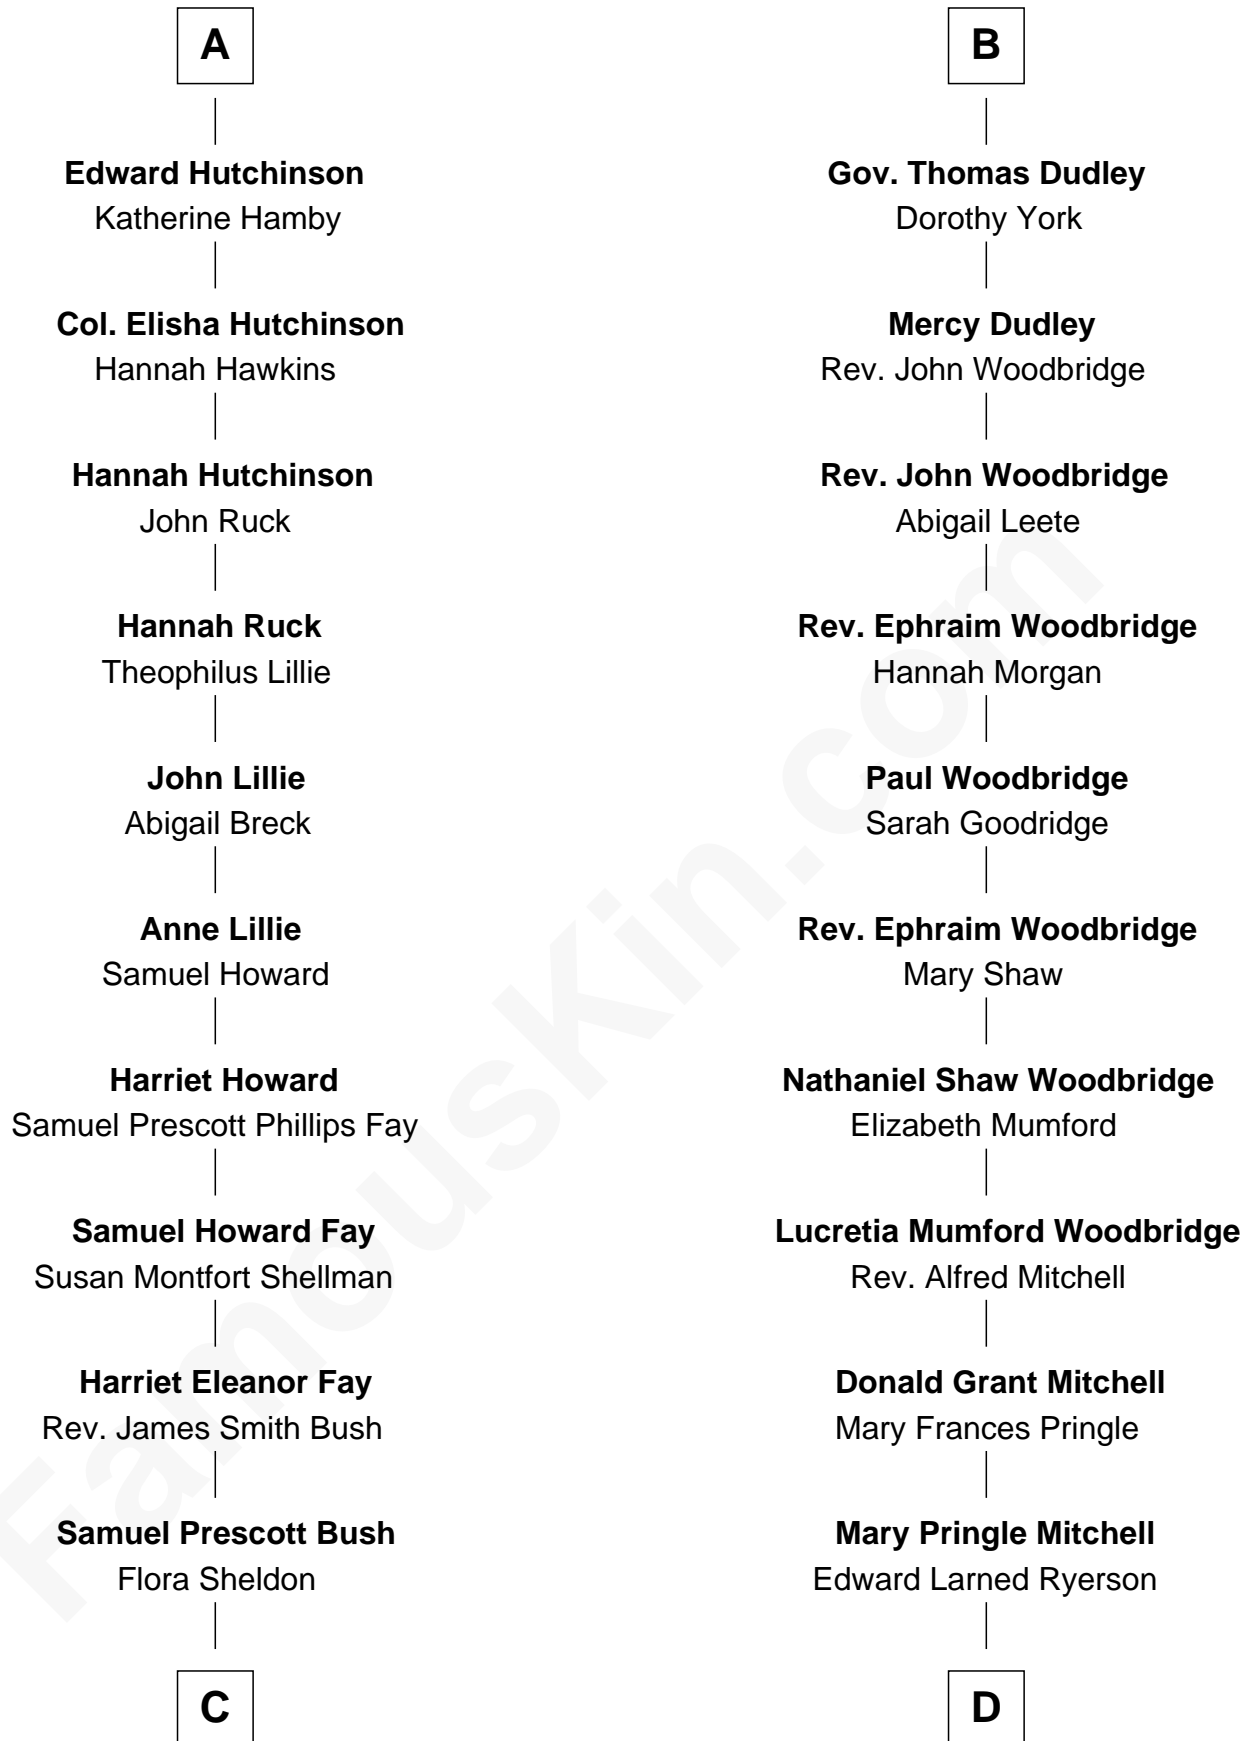 A
Edward Hutchinson
Katherine Hamby
Col. Elisha Hutchinson
Hannah Hawkins
Hannah Hutchinson
John Ruck
Hannah Ruck
Theophilus Lillie
John Lillie
Abigail Breck
Anne Lillie
Samuel Howard
Harriet Howard
Samuel Prescott Phillips Fay
Samuel Howard Fay
Susan Montfort Shellman
Harriet Eleanor Fay
Rev. James Smith Bush
Samuel Prescott Bush
Flora Sheldon
C
B
Gov. Thomas Dudley
Dorothy York
Mercy Dudley
Rev. John Woodbridge
Rev. John Woodbridge
Abigail Leete
Rev. Ephraim Woodbridge
Hannah Morgan
Paul Woodbridge
Sarah Goodridge
Rev. Ephraim Woodbridge
Mary Shaw
Nathaniel Shaw Woodbridge
Elizabeth Mumford
Lucretia Mumford Woodbridge
Rev. Alfred Mitchell
Donald Grant Mitchell
Mary Frances Pringle
Mary Pringle Mitchell
Edward Larned Ryerson
D
FamousKin.com